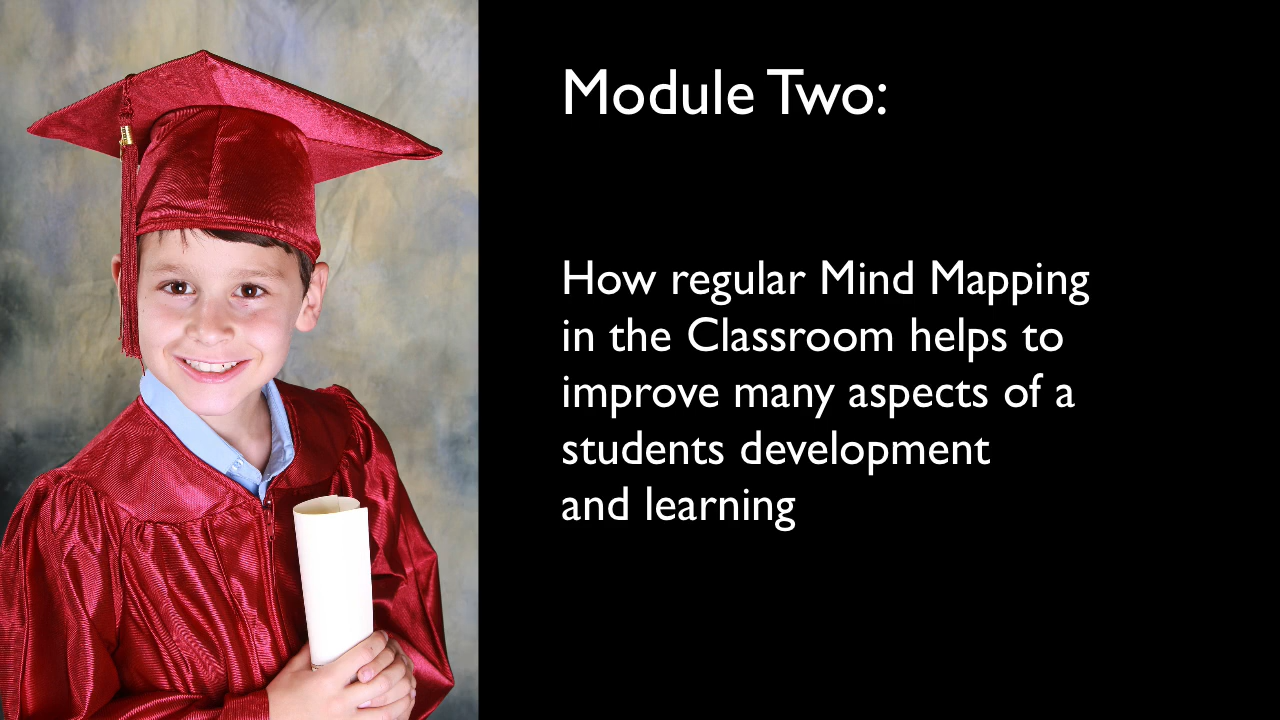 Module Two:
How regular Mind Mapping
in the Classroom helps to
improve many aspects of a
students development
and learning